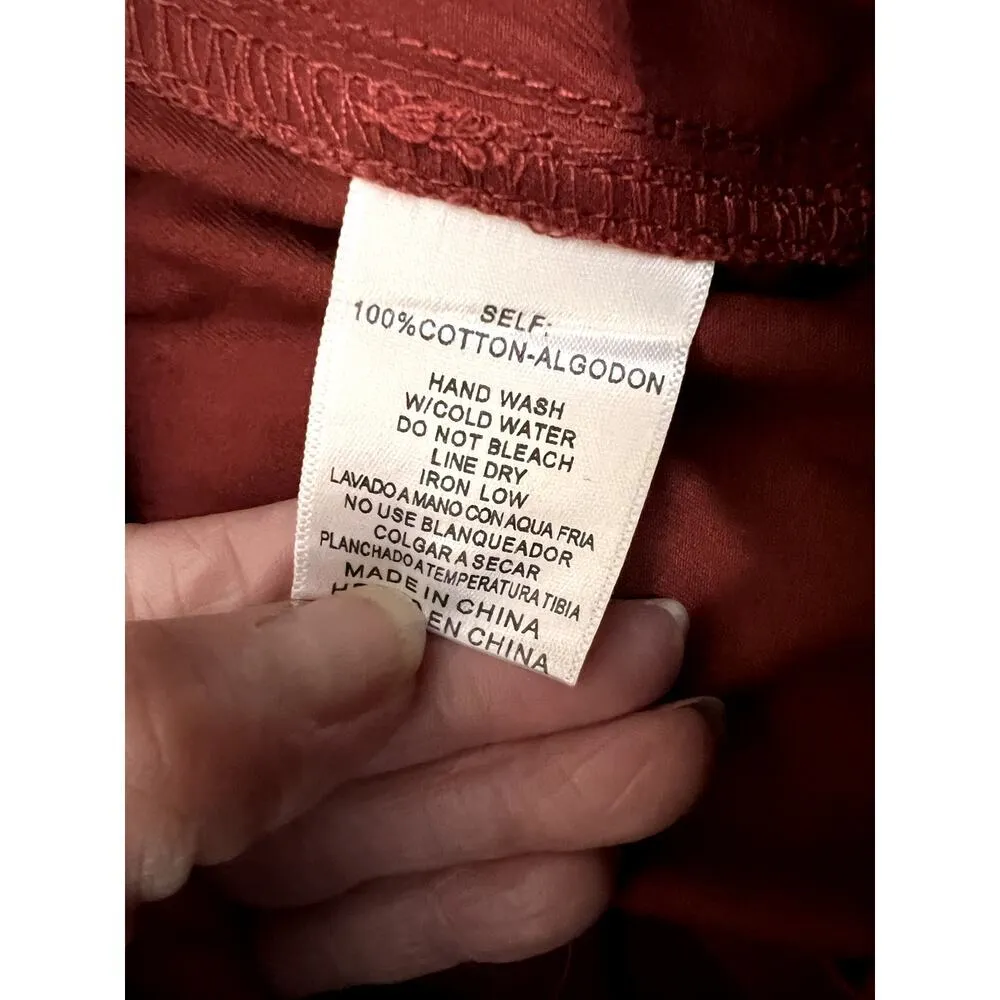 SELF:
100%COTTON-ALGODON
HAND WASH
W/COLD WATER
DO NOT BLEACH
LINE DRY
IRON LOW
LAVADO A MANO CON AQUA FRIA
NO USE BLANQUEADOR
COLGAR A SECAR
PLANCHADO A TEMPERATURA TIBIA
MADE IN CHINA
EN CHINA